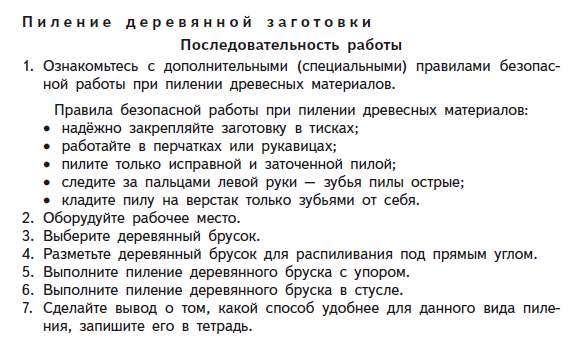 Пиление деревянной заготовки
Последовательность работы
1. Ознакомьтесь с дополнительными (специальными) правилами безопас-
ной работы при пилении древесных материалов.
Правила безопасной работы при пилении древесных материалов:
• надёжно закрепляйте заготовку в тисках;
• работайте в перчатках или рукавицах;
• пилите только исправной и заточенной пилой;
• следите за пальцами левой руки — зубья пилы острые;
• кладите пилу на верстак только зубьями от себя.
2. Оборудуйте рабочее место.
3. Выберите деревянный брусок.
4. Разметьте деревянный брусок для распиливания под прямым углом.
5. Выполните пиление деревянного бруска с упором.
6. Выполните пиление деревянного бруска в стусле.
7. Сделайте вывод о том, какой способ удобнее для данного вида пиле-
ния, запишите его в тетрадь.